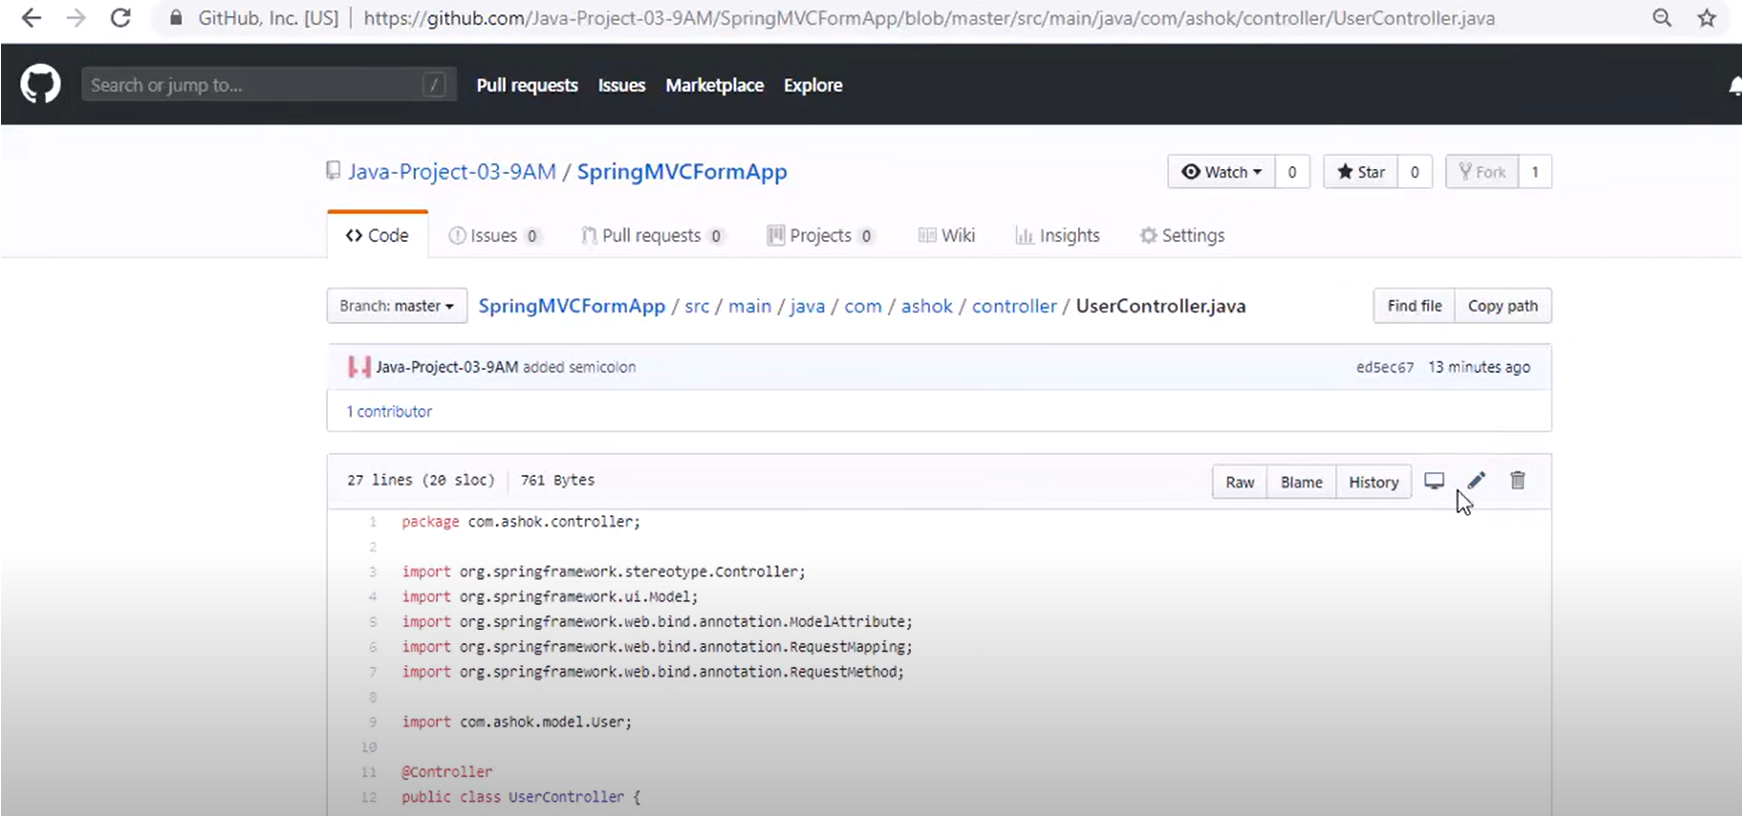 GitHub, Inc. [US] https://github.com/Java-Project-03-9AM/SpringMVCFormApp/blob/master/src/main/java/com/ashok/controller/UserController.java
Search or jump to... / Pull requests Issues Marketplace Explore
Java-Project-03-9AM / SpringMVCFormApp Watch 0 Star 0 Fork 1
Code Issues 0 Pull requests 0 Projects 0 Wiki Insights Settings
Branch: master SpringMVCFormApp / src / main / java / com / ashok / controller / UserController.java Find file Copy path
Java-Project-03-9AM added semicolon ed5ec67 13 minutes ago
1 contributor
27 lines (20 sloc) 761 Bytes Raw Blame History
1 package com.ashok.controller;
2
3 import org.springframework.stereotype.Controller;
4 import org.springframework.ui.Model;
5 import org.springframework.web.bind.annotation.ModelAttribute;
6 import org.springframework.web.bind.annotation.RequestMapping;
7 import org.springframework.web.bind.annotation.RequestMethod;
8
9 import com.ashok.model.User;
10
11 @Controller
12 public class UserController {